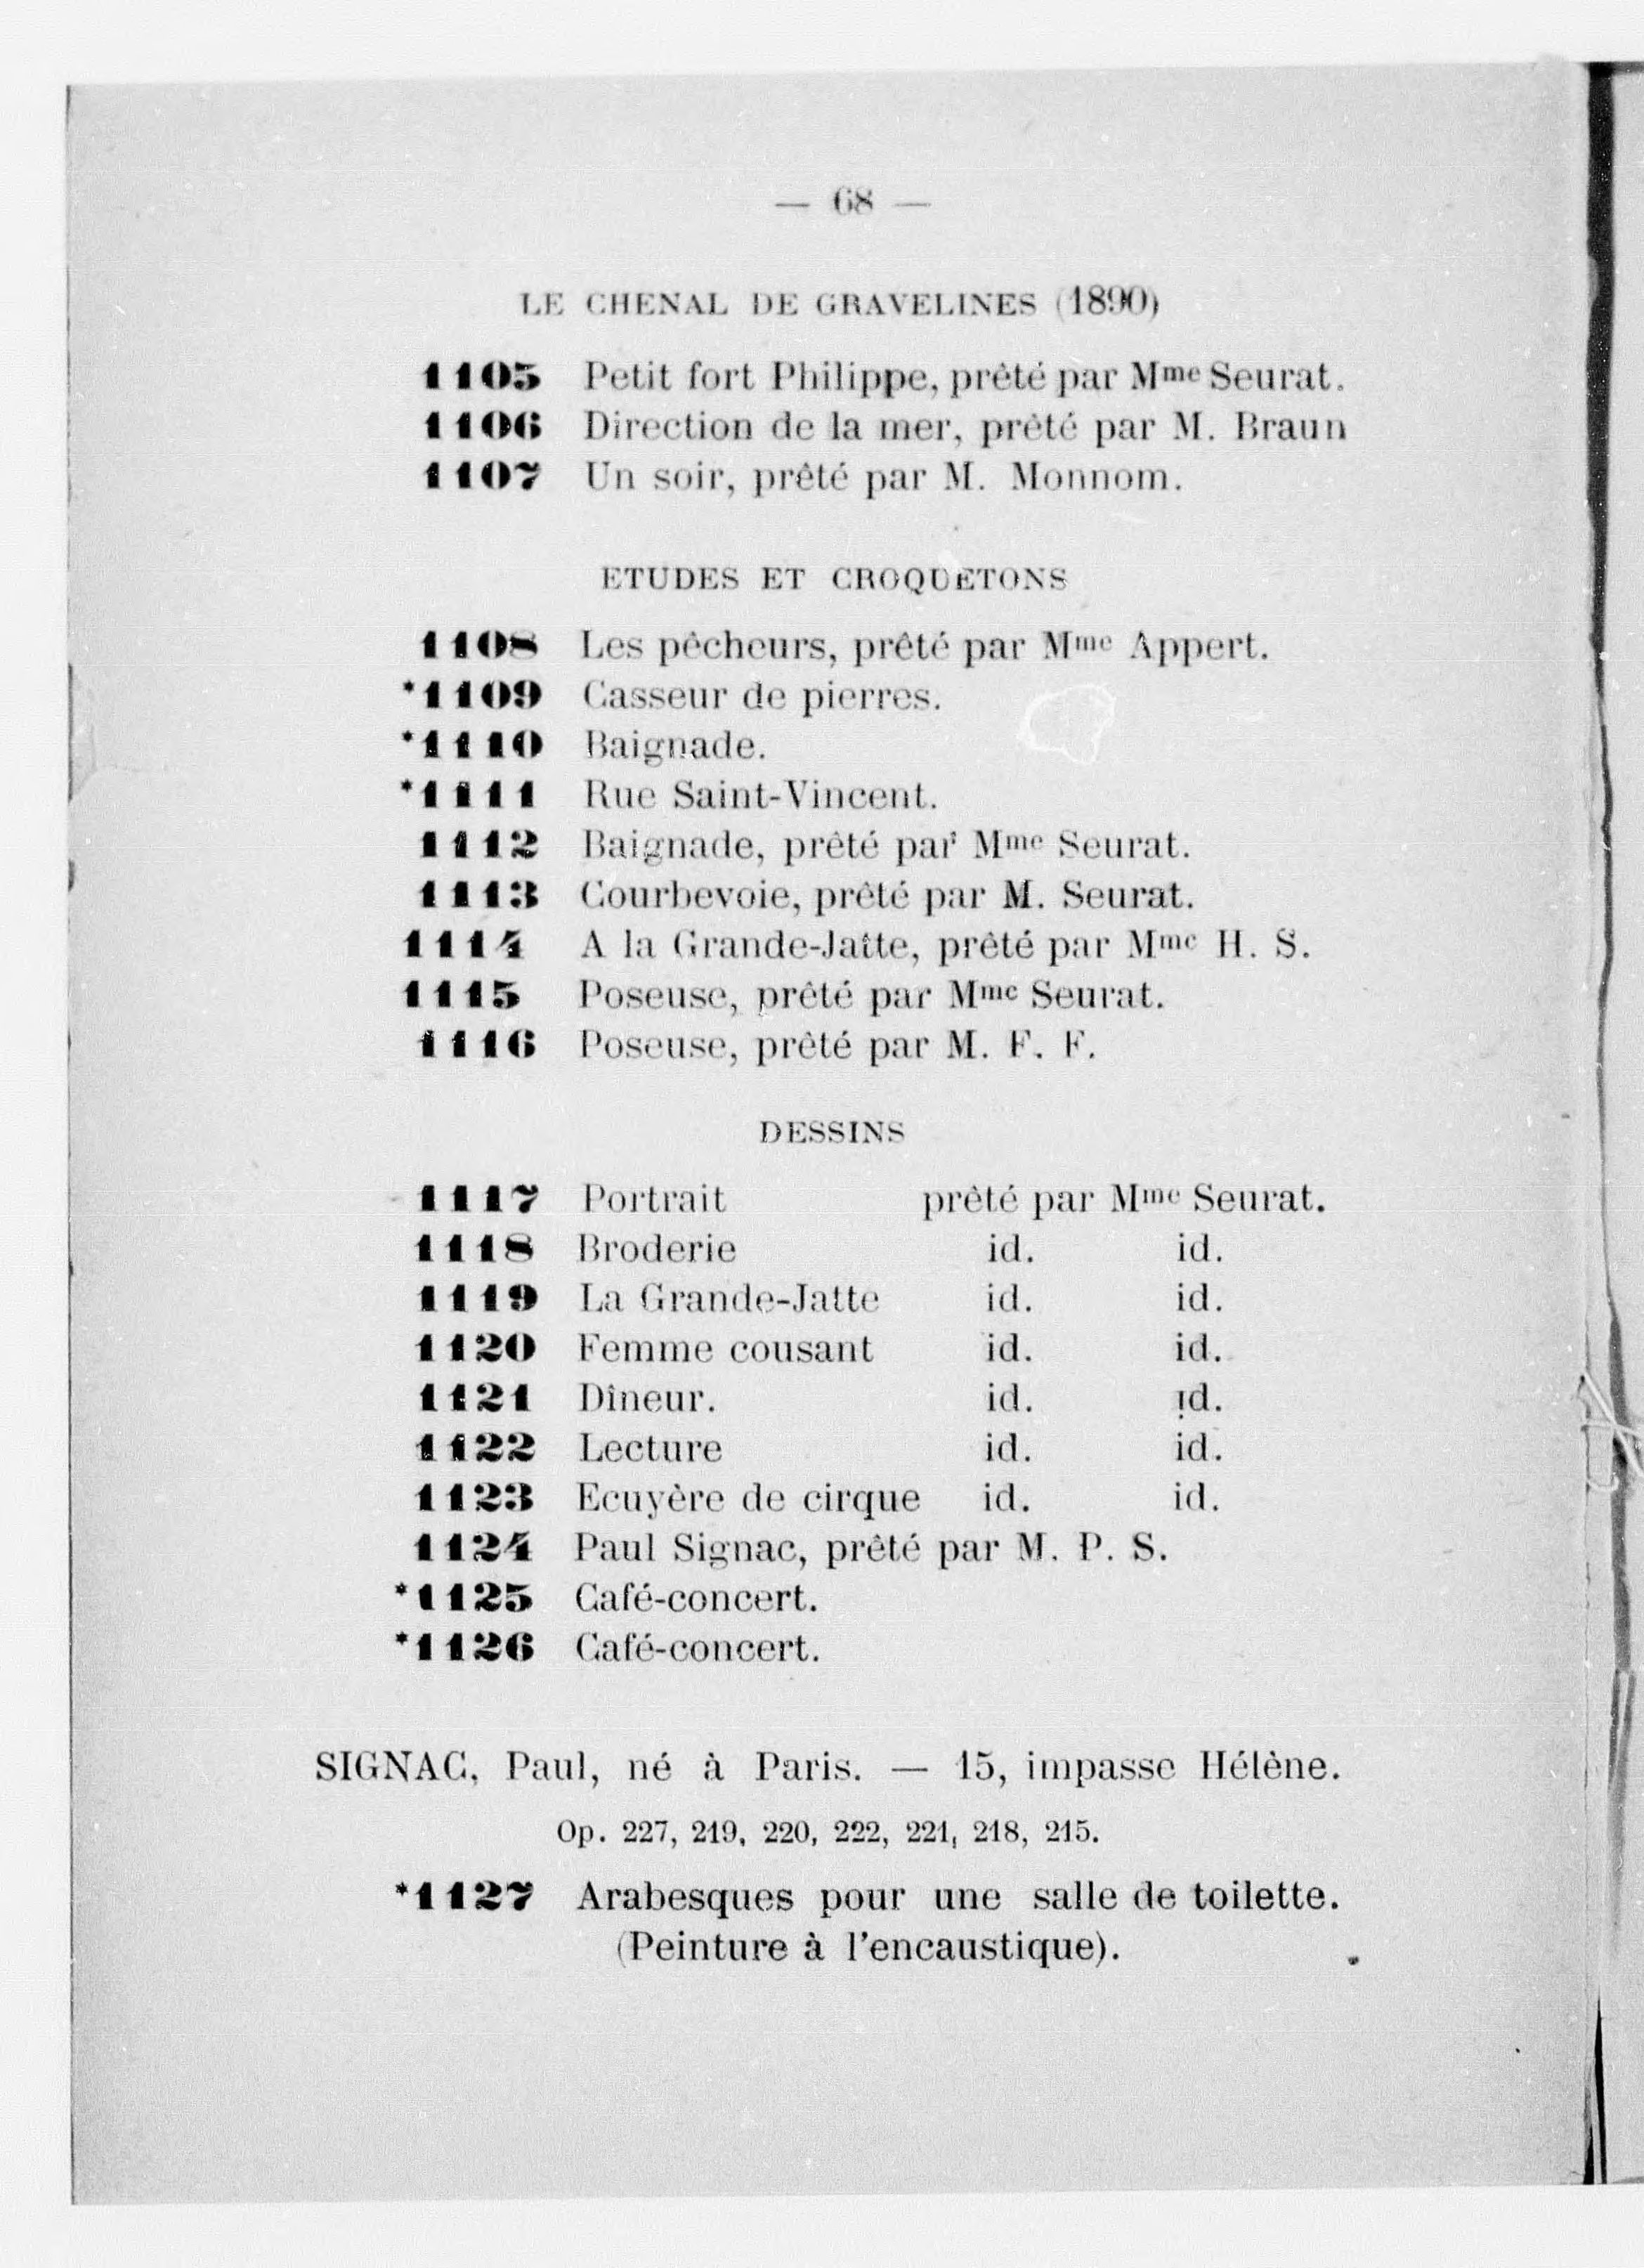 — 68 —
LE CHENAL DE GRAVELINES (1890)
1105 Petit fort Philippe, prêté par Mme Seurat.
1106 Direction de la mer, prêté par M. Braun
1107 Un soir, prêté par M. Monnom.
ETUDES ET CROQUETONS
1108 Les pêcheurs, prêté par Mme Appert.
*1109 Casseur de pierres.
*1110 Baignade.
*1111 Rue Saint-Vincent.
1112 Baignade, prêté par Mme Seurat.
1113 Courbevoie, prêté par M. Seurat.
1114 A la Grande-Jatte, prêté par Mme H. S.
1115 Poseuse, prêté par Mme Seurat.
1116 Poseuse, prêté par M. F. F.
DESSINS
1117 Portrait prêté par Mme Seurat.
1118 Broderie id. id.
1119 La Grande-Jatte id. id.
1120 Femme cousant id. id.
1121 Dîneur. id. id.
1122 Lecture id. id.
1123 Ecuyère de cirque id. id.
1124 Paul Signac, prêté par M. P. S.
*1125 Café-concert.
*1126 Café-concert.
SIGNAC, Paul, né à Paris. — 15, impasse Hélène.
Op. 227, 219, 220, 222, 221, 218, 215.
*1127 Arabesques pour une salle de toilette.
(Peinture à l'encaustique).